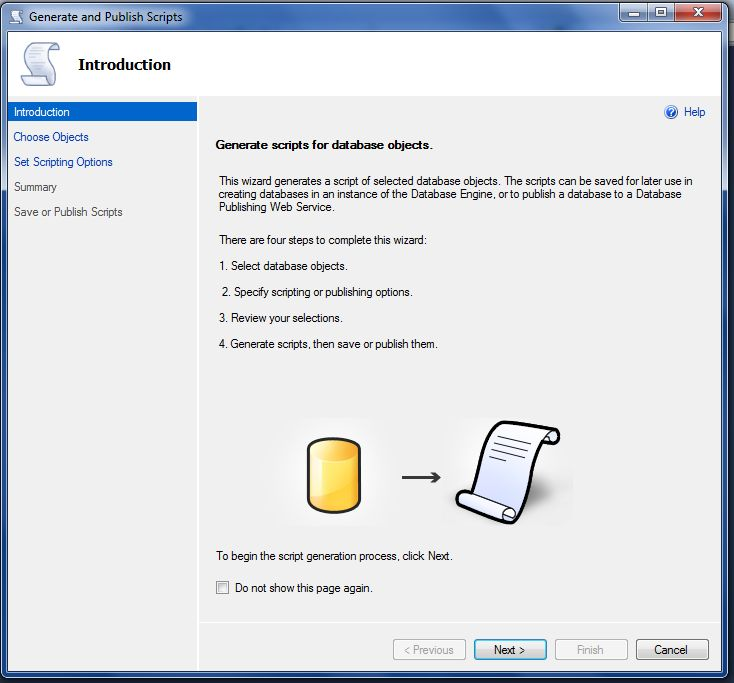 Generate and Publish Scripts
Introduction
Introduction
Choose Objects
Set Scripting Options
Summary
Save or Publish Scripts
Help
Generate scripts for database objects.
This wizard generates a script of selected database objects. The scripts can be saved for later use in
creating databases in an instance of the Database Engine, or to publish a database to a Database
Publishing Web Service.
There are four steps to complete this wizard:
1. Select database objects.
2. Specify scripting or publishing options.
3. Review your selections.
4. Generate scripts, then save or publish them.
To begin the script generation process, click Next.
Do not show this page again.
< Previous
Next >
Finish
Cancel